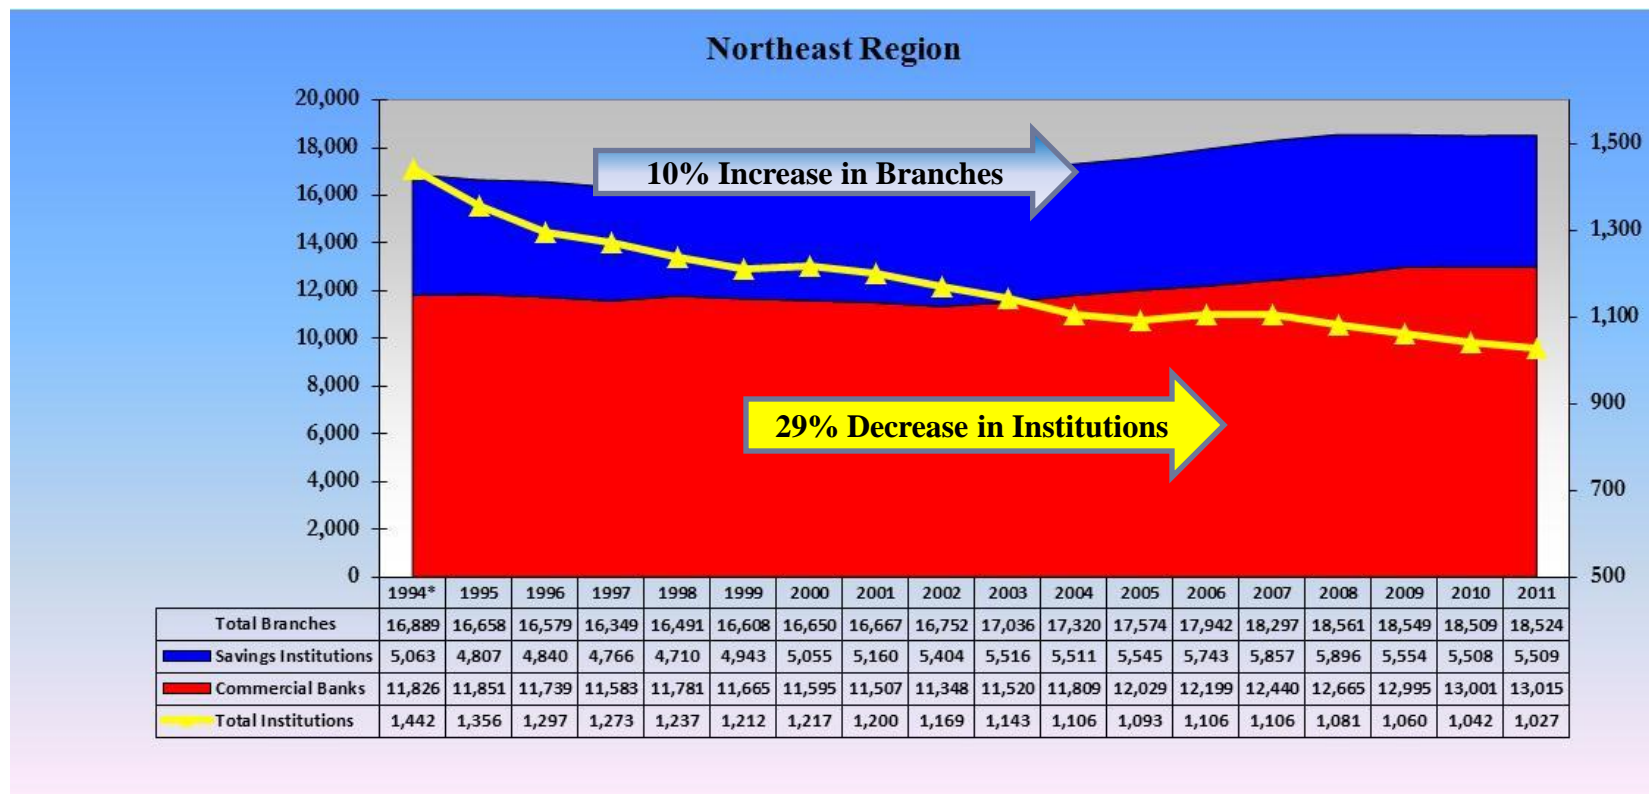 Northeast Region
20,000
18,000
16,000
14,000
12,000
10,000
8,000
6,000
4,000
2,000
0
1,500
1,300
1,100
900
700
500
10% Increase in Branches
29% Decrease in Institutions
1994* 1995 1996 1997 1998 1999 2000 2001 2002 2003 2004 2005 2006 2007 2008 2009 2010 2011
Total Branches 16,889 16,658 16,579 16,349 16,491 16,608 16,650 16,667 16,752 17,036 17,320 17,574 17,942 18,297 18,561 18,549 18,509 18,524
Savings Institutions 5,063 4,807 4,840 4,766 4,710 4,943 5,055 5,160 5,404 5,516 5,511 5,545 5,743 5,857 5,896 5,554 5,508 5,509
Commercial Banks 11,826 11,851 11,739 11,583 11,781 11,665 11,595 11,507 11,348 11,520 11,809 12,029 12,199 12,440 12,665 12,995 13,001 13,015
Total Institutions 1,442 1,356 1,297 1,273 1,237 1,212 1,217 1,200 1,169 1,143 1,106 1,093 1,106 1,106 1,081 1,060 1,042 1,027